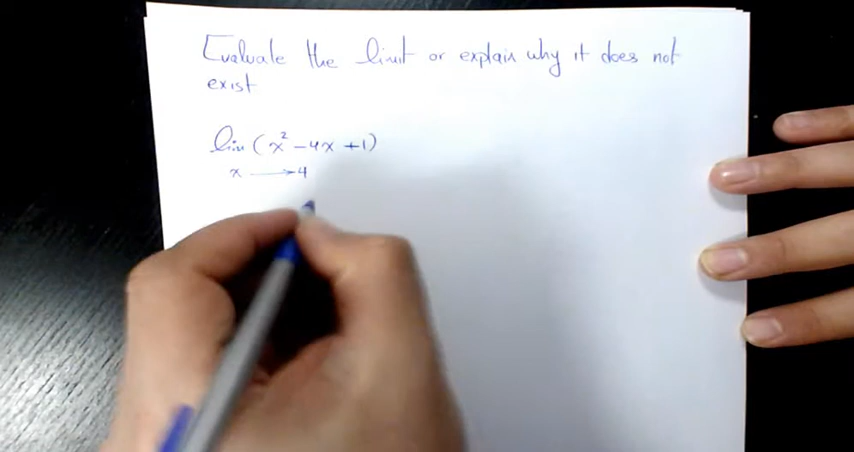 Evaluate the limit or explain why it does not
exist
lim (x² - 4x + 1)
x → 4